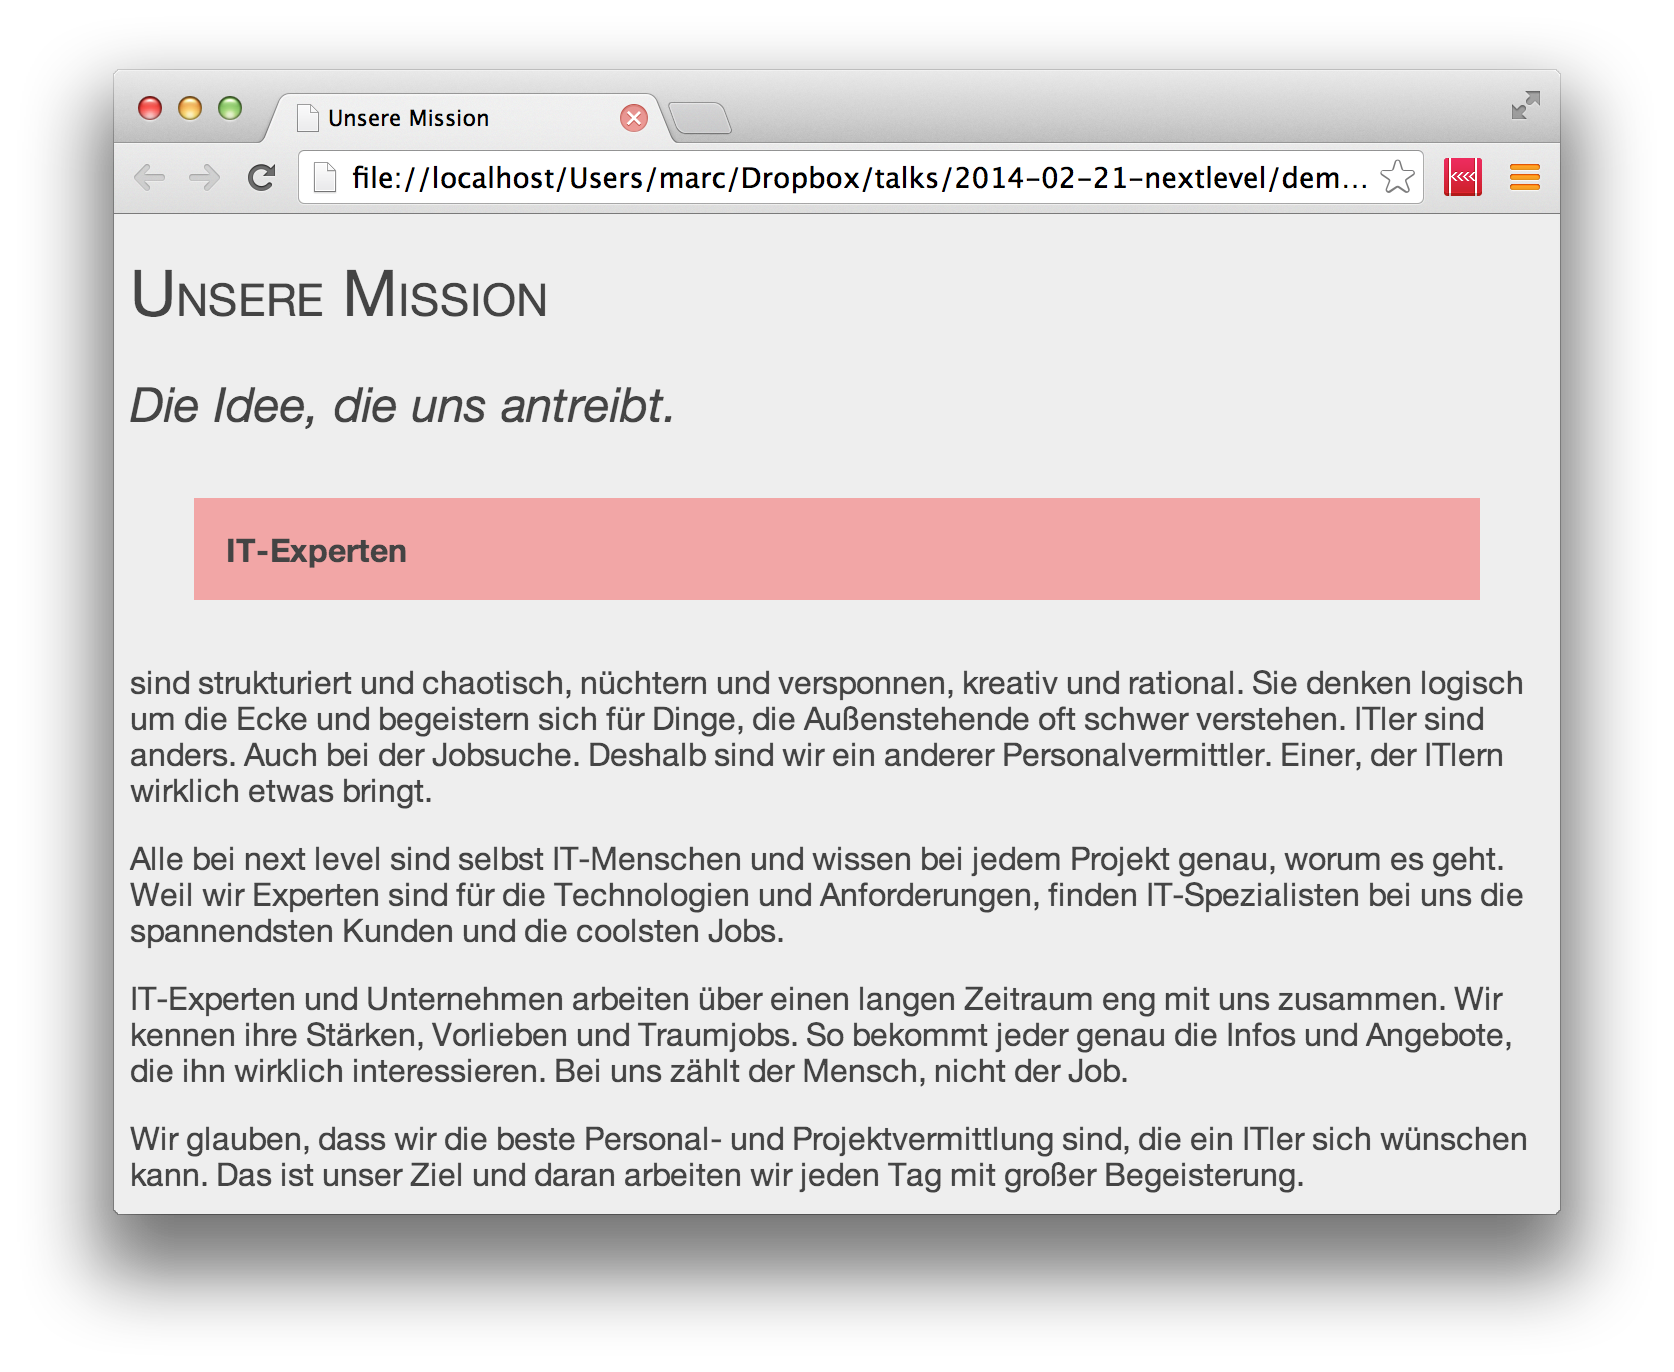 Unsere Mission
file://localhost/Users/marc/Dropbox/talks/2014-02-21-nextlevel/dem...
Unsere Mission
Die Idee, die uns antreibt.
IT-Experten
sind strukturiert und chaotisch, nüchtern und versponnen, kreativ und rational. Sie denken logisch
um die Ecke und begeistern sich für Dinge, die Außenstehende oft schwer verstehen. ITler sind
anders. Auch bei der Jobsuche. Deshalb sind wir ein anderer Personalvermittler. Einer, der ITlern
wirklich etwas bringt.
Alle bei next level sind selbst IT-Menschen und wissen bei jedem Projekt genau, worum es geht.
Weil wir Experten sind für die Technologien und Anforderungen, finden IT-Spezialisten bei uns die
spannendsten Kunden und die coolsten Jobs.
IT-Experten und Unternehmen arbeiten über einen langen Zeitraum eng mit uns zusammen. Wir
kennen ihre Stärken, Vorlieben und Traumjobs. So bekommt jeder genau die Infos und Angebote,
die ihn wirklich interessieren. Bei uns zählt der Mensch, nicht der Job.
Wir glauben, dass wir die beste Personal- und Projektvermittlung sind, die ein ITler sich wünschen
kann. Das ist unser Ziel und daran arbeiten wir jeden Tag mit großer Begeisterung.